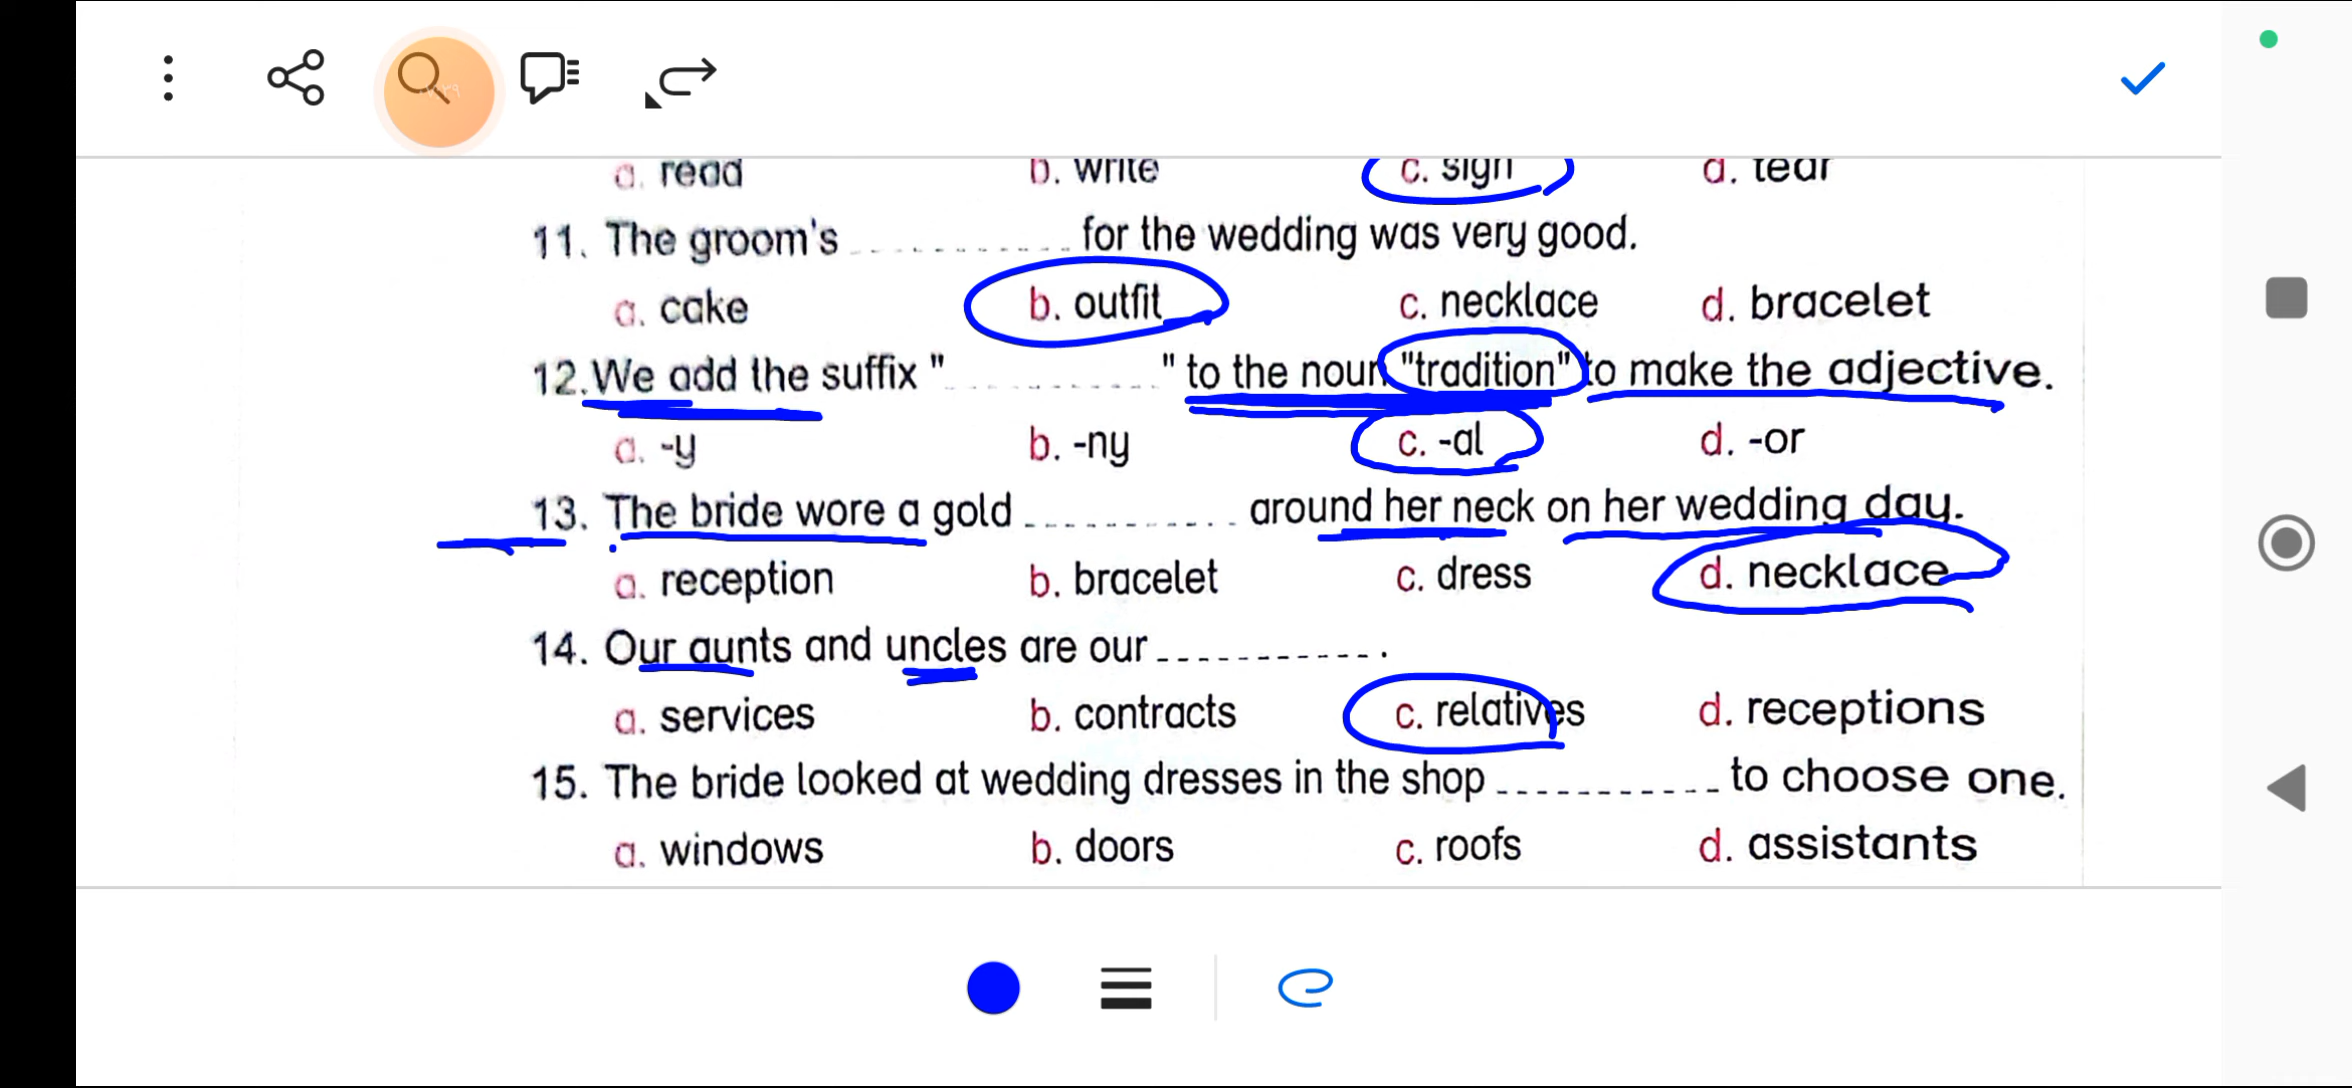 a. read b. write c. sign d. tear
11. The groom's ............ for the wedding was very good.
a. cake b. outfit c. necklace d. bracelet
12.We add the suffix "............" to the noun "tradition" to make the adjective.
a. -y b. -ny c. -al d. -or
13. The bride wore a gold ............ around her neck on her wedding day.
a. reception b. bracelet c. dress d. necklace
14. Our aunts and uncles are our ............ .
a. services b. contracts c. relatives d. receptions
15. The bride looked at wedding dresses in the shop ............ to choose one.
a. windows b. doors c. roofs d. assistants